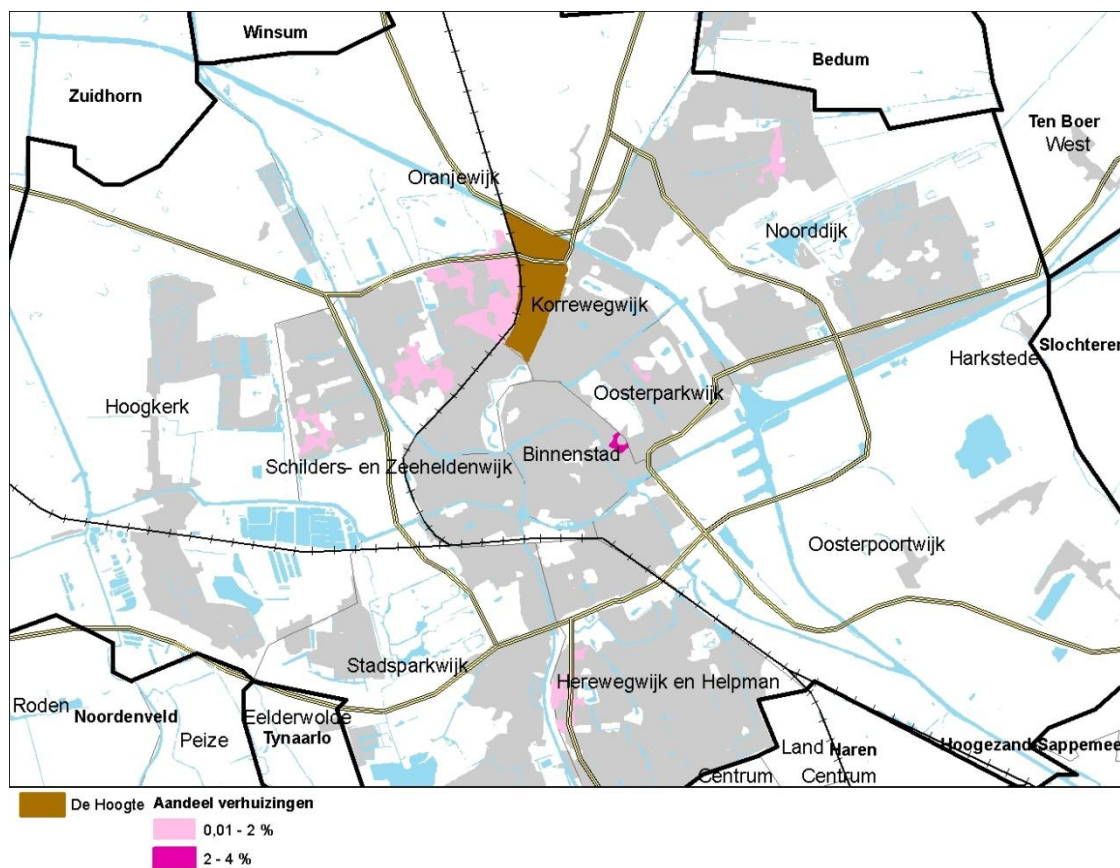 Winsum
Bedum
Zuidhorn
Ten Boer
West
Oranjewijk
Noorddijk
Korrewegwijk
Slochteren
Harkstede
Oosterparkwijk
Hoogkerk
Binnenstad
Schilders- en Zeeheldenwijk
Oosterpoortwijk
Stadsparkwijk
Herewegwijk en Helpman
Roden
Noordenveld
Eelderwolde
Peize
Tynaarlo
Land Haren
Hoogezand-Sappemeer
Centrum Centrum
De Hoogte Aandeel verhuizingen
0,01 - 2 %
2 - 4 %